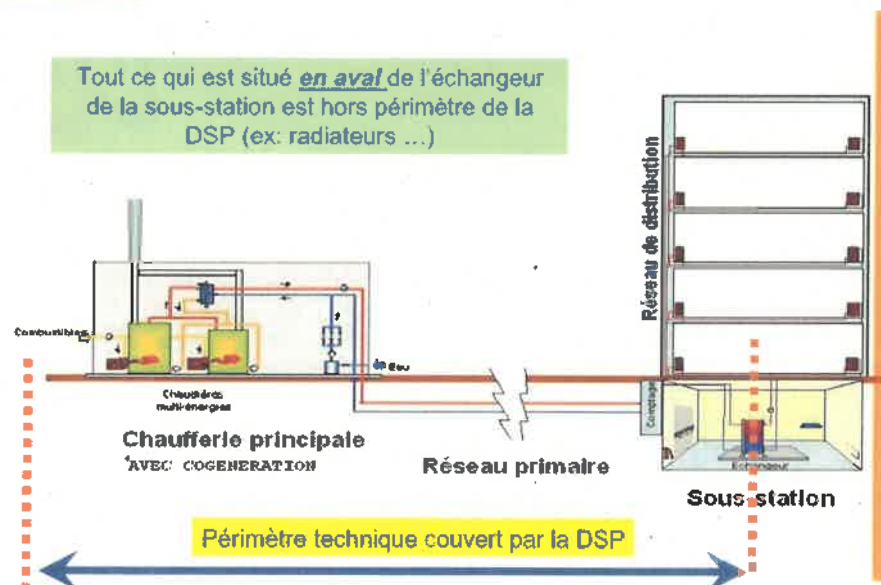 Tout ce qui est situé en aval de l'échangeur
de la sous-station est hors périmètre de la
DSP (ex: radiateurs ...)
Réseau de distribution
Combustibles
Eau
Chaudières
multi-énergies
Comptage
Chaufferie principale
AVEC COGENERATION
Réseau primaire
Echangeur
Sous-station
Périmètre technique couvert par la DSP